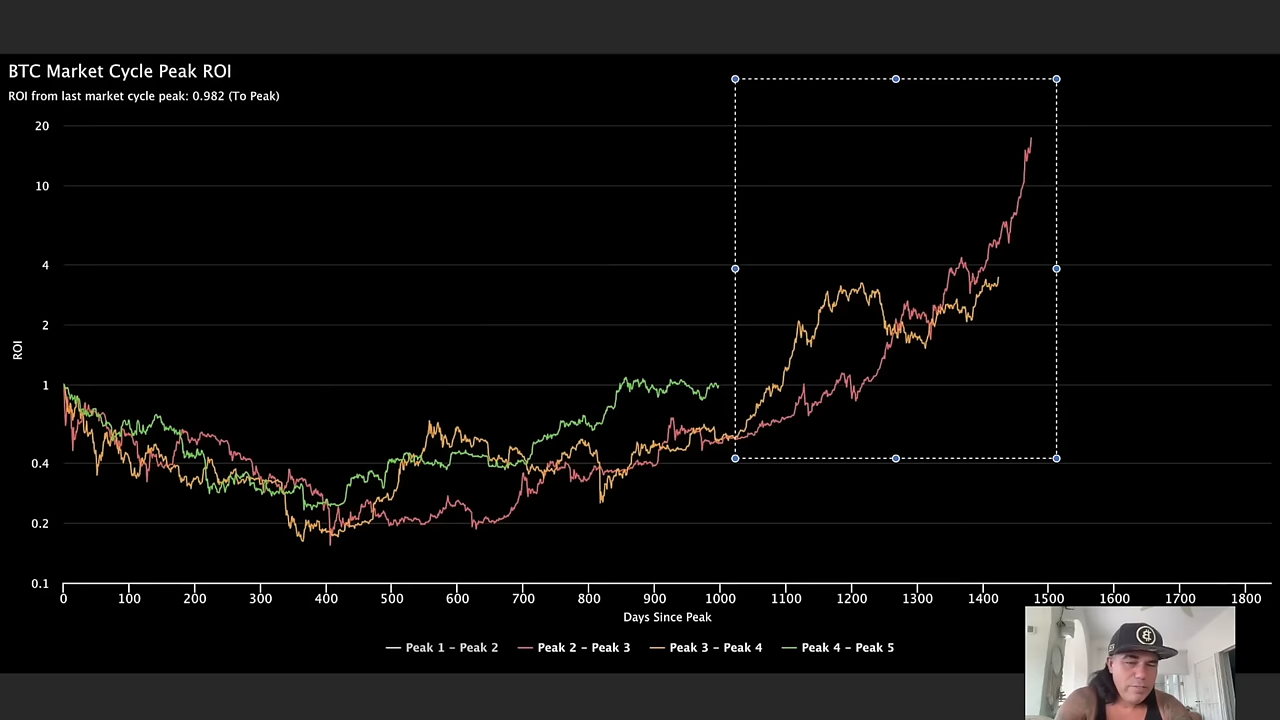 BTC Market Cycle Peak ROI
ROI from last market cycle peak: 0.982 (To Peak)
20
10
4
2
1
0.4
0.2
0.1
ROI
0 100 200 300 400 500 600 700 800 900 1000 1100 1200 1300 1400 1500 1600 1700 1800
Days Since Peak
Peak 1 – Peak 2 Peak 2 – Peak 3 Peak 3 – Peak 4 Peak 4 – Peak 5